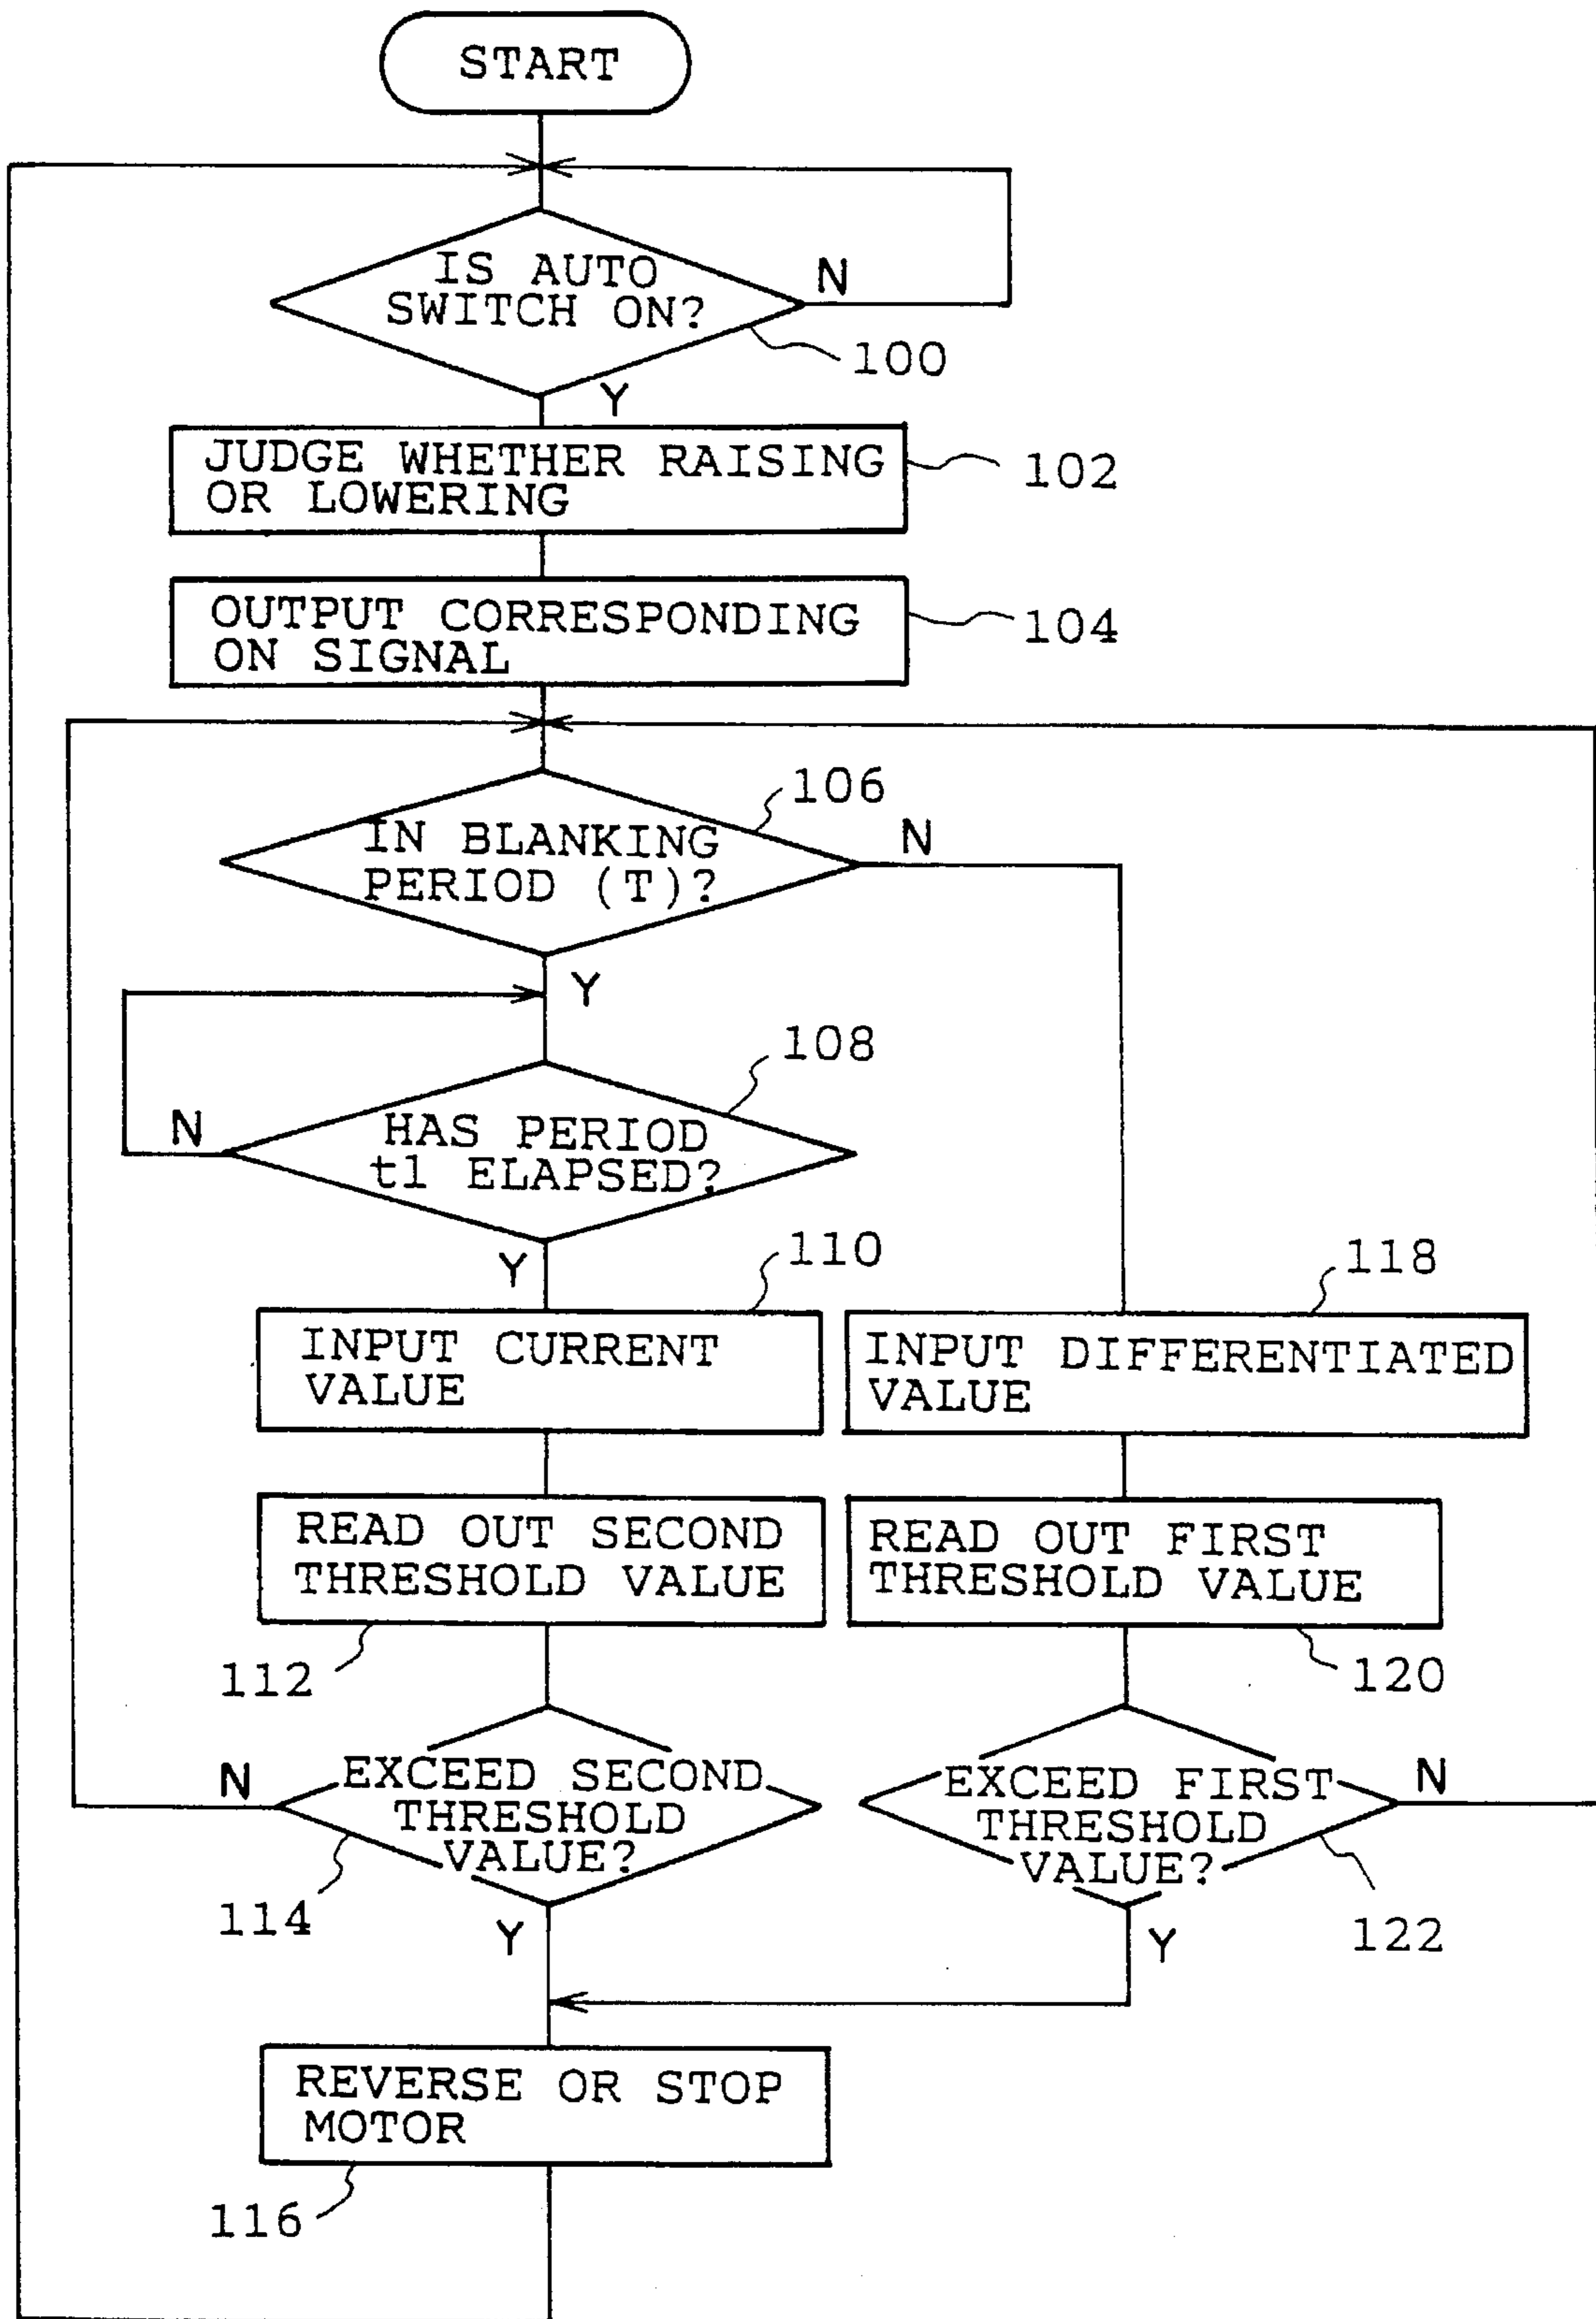 START
IS AUTO
SWITCH ON?
N
100
Y
JUDGE WHETHER RAISING
OR LOWERING
102
OUTPUT CORRESPONDING
ON SIGNAL
104
106
IN BLANKING
PERIOD (T)?
N
Y
108
HAS PERIOD
t1 ELAPSED?
N
Y
110
INPUT CURRENT
VALUE
118
INPUT DIFFERENTIATED
VALUE
READ OUT SECOND
THRESHOLD VALUE
112
READ OUT FIRST
THRESHOLD VALUE
120
N
EXCEED SECOND
THRESHOLD
VALUE?
114
Y
EXCEED FIRST
THRESHOLD
VALUE?
N
122
Y
REVERSE OR STOP
MOTOR
116